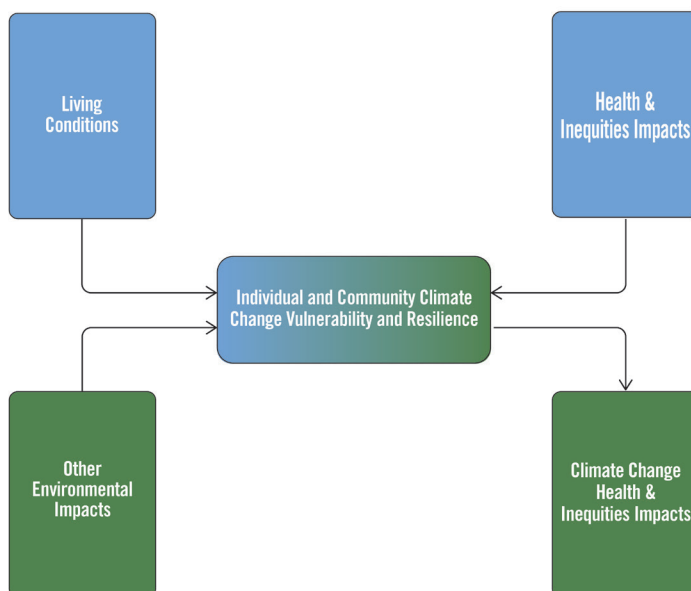 Living
Conditions
Health &
Inequities Impacts
Individual and Community Climate
Change Vulnerability and Resilience
Other
Environmental
Impacts
Climate Change
Health &
Inequities Impacts